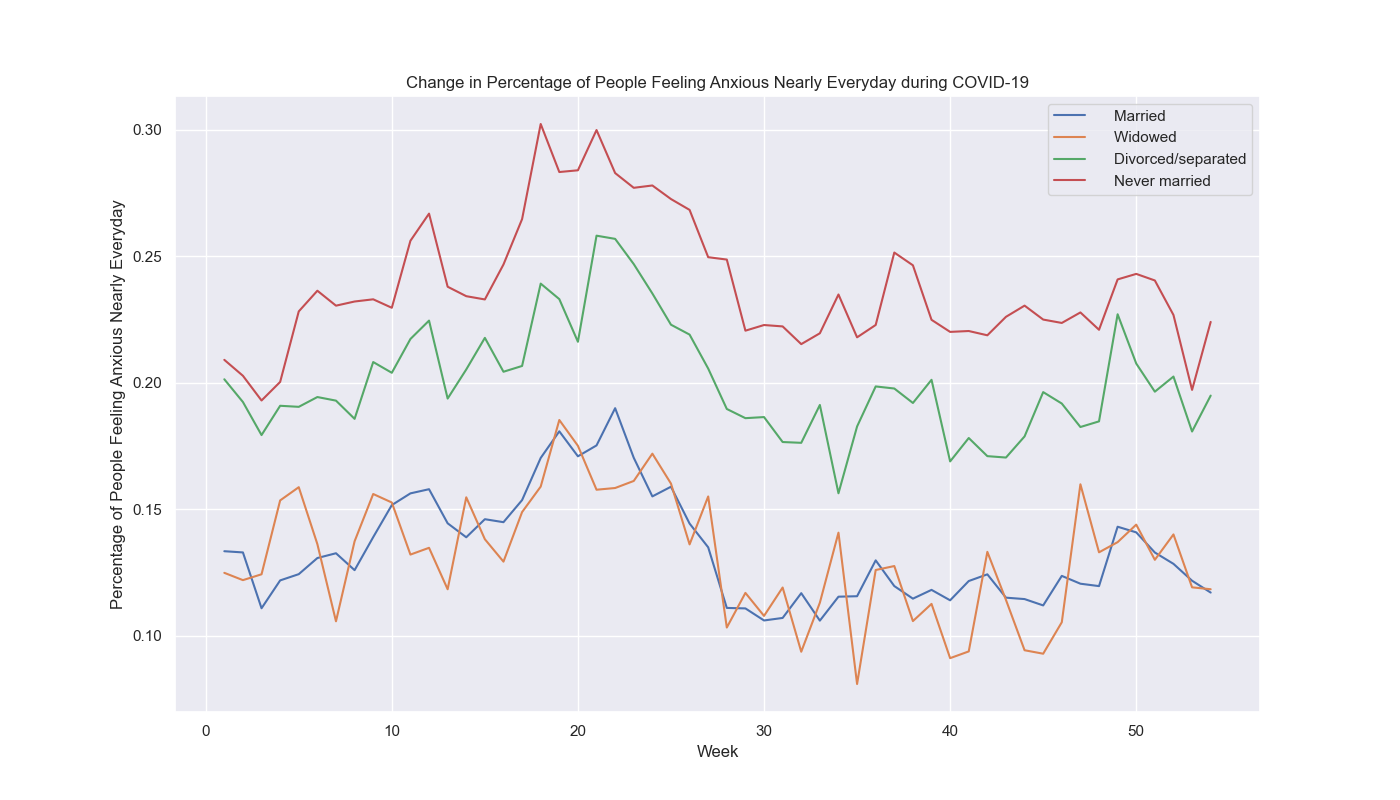 Change in Percentage of People Feeling Anxious Nearly Everyday during COVID-19
Married
Widowed
Divorced/separated
Never married
Percentage of People Feeling Anxious Nearly Everyday
0.30
0.25
0.20
0.15
0.10
0
10
20
30
40
50
Week